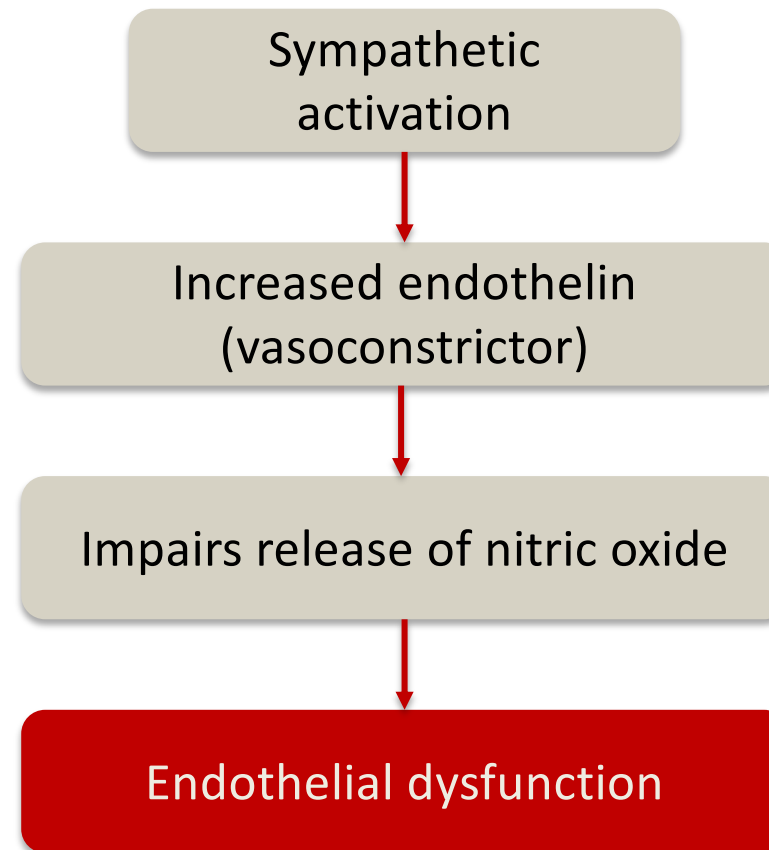 Sympathetic
activation
Increased endothelin
(vasoconstrictor)
Impairs release of nitric oxide
Endothelial dysfunction